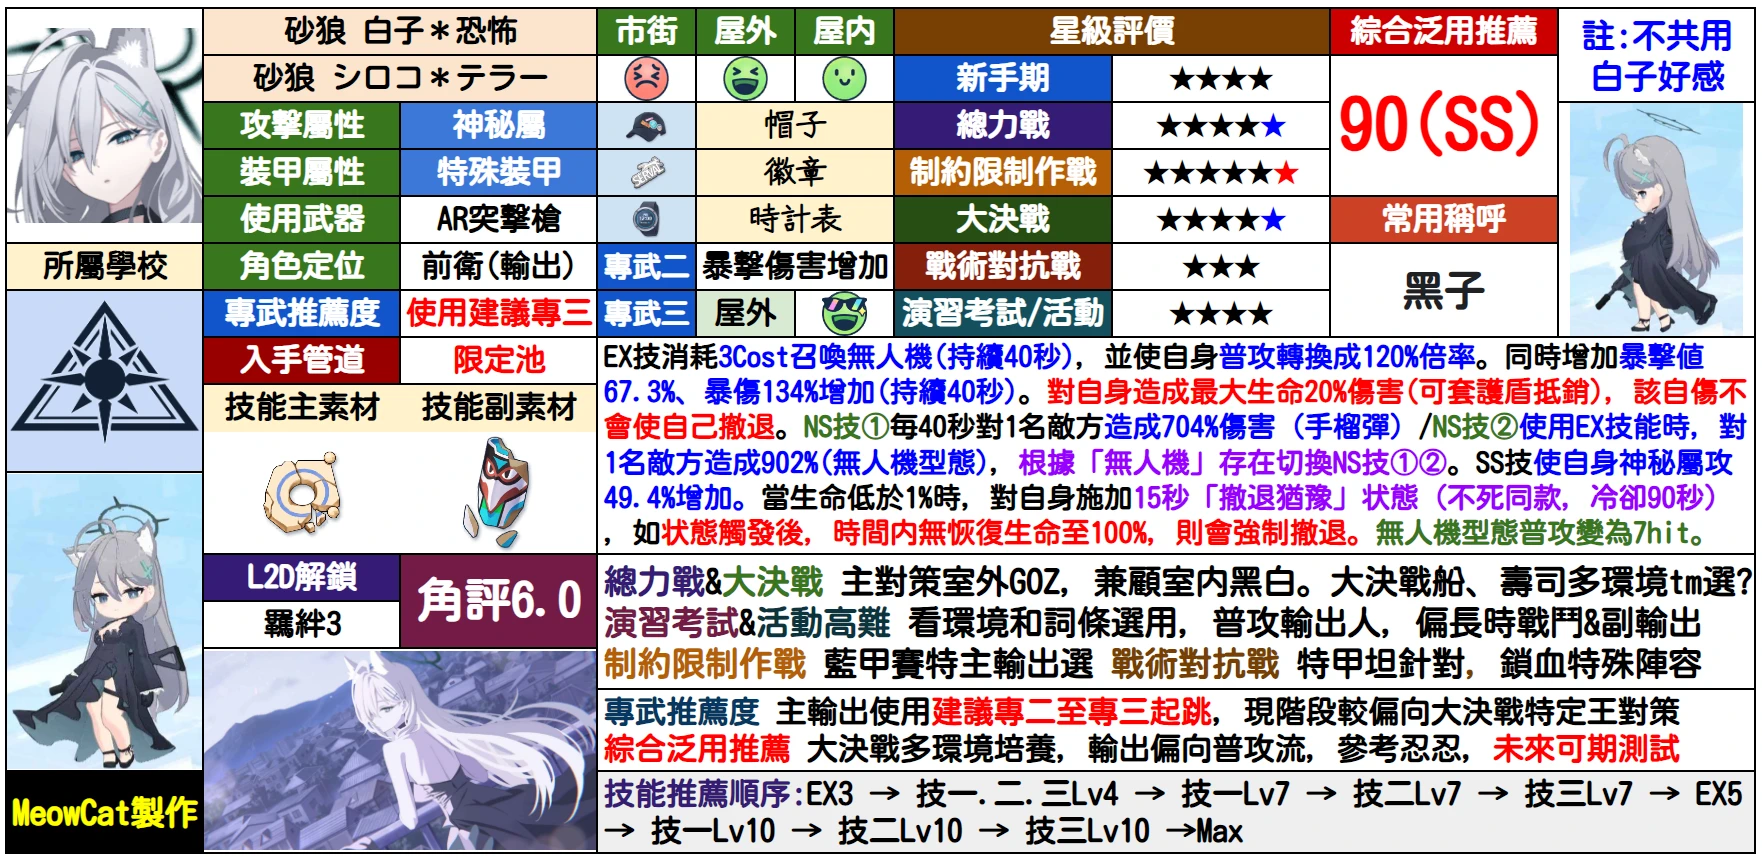 砂狼 白子＊恐怖
砂狼 シロコ＊テラー
攻擊屬性 神秘屬
裝甲屬性 特殊裝甲
使用武器 AR突擊槍
角色定位 前衛(輸出)
專武推薦度 使用建議專三
入手管道 限定池
技能主素材 技能副素材
所屬學校
市街 屋外 屋内
帽子
徽章
SERVAL
時計表
專武二 暴擊傷害增加
專武三 屋外
星級評價
新手期 ★★★★
總力戰 ★★★★★
制約限制作戰 ★★★★★★
大決戰 ★★★★★
戰術對抗戰 ★★★
演習考試/活動 ★★★★
綜合泛用推薦
90(SS)
常用稱呼
黑子
註:不共用
白子好感
EX技消耗3Cost召喚無人機(持續40秒), 並使自身普攻轉換成120%倍率。同時增加暴擊値
67.3%、暴傷134%增加(持續40秒)。對自身造成最大生命20%傷害(可套護盾抵銷), 該自傷不
會使自己撤退。NS技①每40秒對1名敵方造成704%傷害 (手榴彈) /NS技②使用EX技能時, 對
1名敵方造成902%(無人機型態), 根據「無人機」存在切換NS技①②。SS技使自身神秘屬攻
49.4%增加。當生命低於1%時, 對自身施加15秒「撤退猶豫」状態 (不死同款, 冷卻90秒)
, 如状態觸發後, 時間内無恢復生命至100%, 則會強制撤退。無人機型態普攻變為7hit。
L2D解鎖
羈絆3
角評6.0
總力戰&大決戰 主對策室外GOZ, 兼顧室内黑白。大決戰船、壽司多環境tm選?
演習考試&活動高難 看環境和詞條選用, 普攻輸出人, 偏長時戰鬥&副輸出
制約限制作戰 藍甲賽特主輸出選 戰術對抗戰 特甲坦針對, 鎖血特殊陣容
專武推薦度 主輸出使用建議專二至專三起跳, 現階段較偏向大決戰特定王對策
綜合泛用推薦 大決戰多環境培養, 輸出偏向普攻流, 參考忍忍, 未來可期測試
技能推薦順序:EX3 → 技一.二.三Lv4 → 技一Lv7 → 技二Lv7 → 技三Lv7 → EX5
→ 技一Lv10 → 技二Lv10 → 技三Lv10 →Max
MeowCat製作